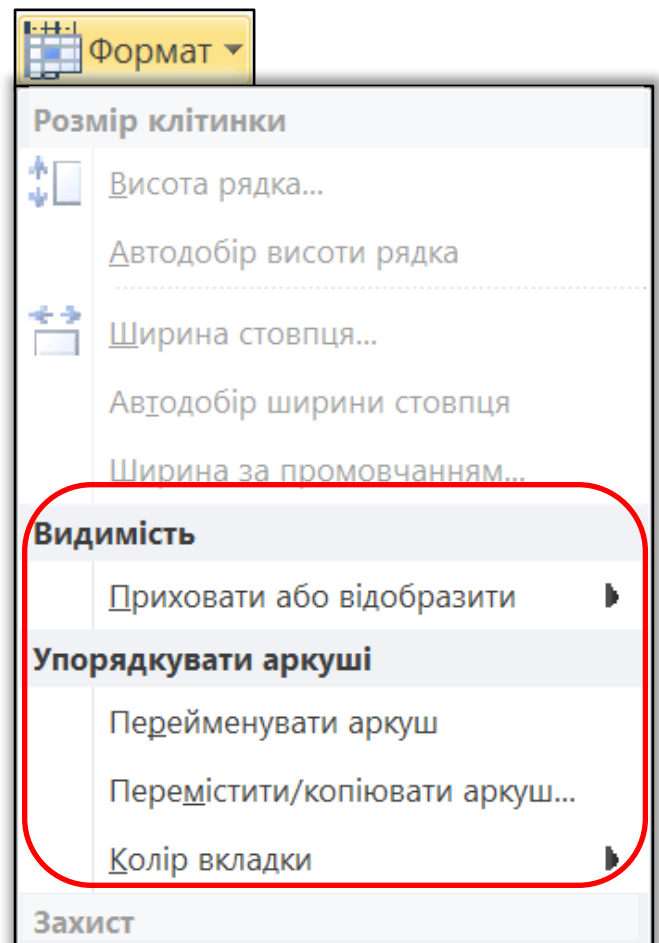 Формат
Розмір клітинки
Висота рядка...
Автодобір висоти рядка
Ширина стовпця...
Автодобір ширини стовпця
Ширина за промовчанням...
Видимість
Приховати або відобразити
Упорядкувати аркуші
Перейменувати аркуш
Перемістити/копіювати аркуш...
Колір вкладки
Захист